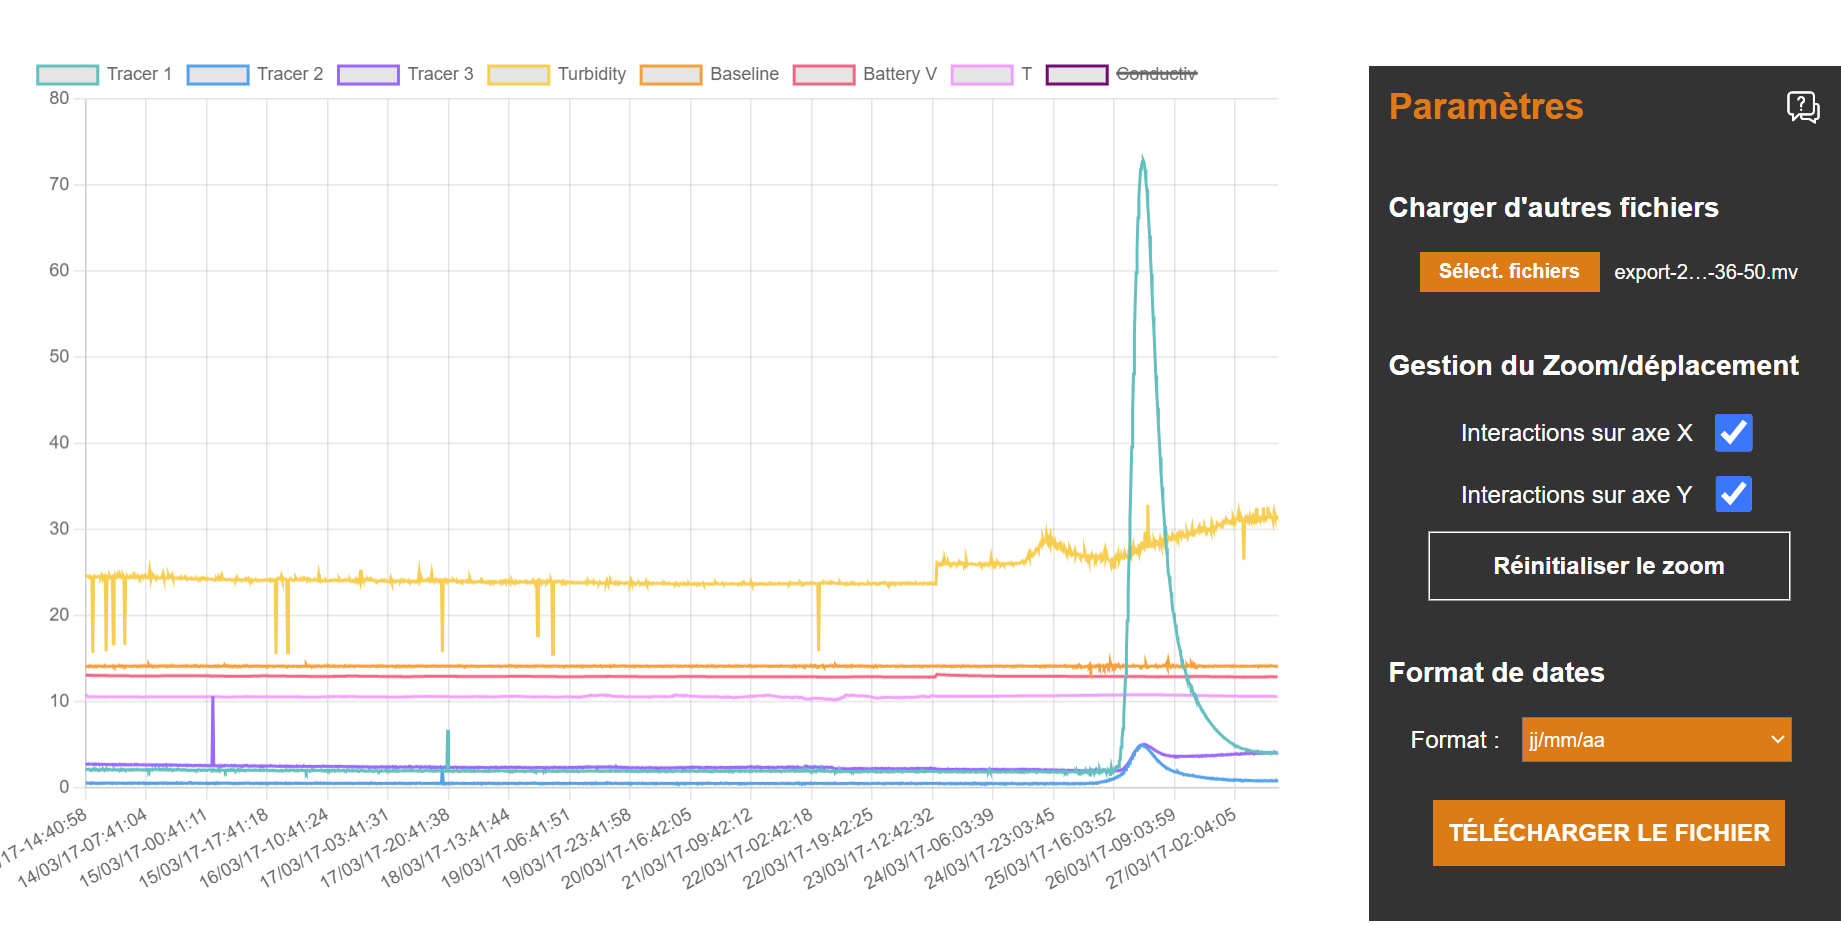 Tracer 1 Tracer 2 Tracer 3 Turbidity Baseline Battery V T Conductiv
80
70
60
50
40
30
20
10
0
/17-14:40:58
14/03/17-07:41:04
15/03/17-00:41:11
15/03/17-17:41:18
16/03/17-10:41:24
17/03/17-03:41:31
17/03/17-20:41:38
18/03/17-13:41:44
19/03/17-06:41:51
19/03/17-23:41:58
20/03/17-16:42:05
21/03/17-09:42:12
22/03/17-02:42:18
22/03/17-19:42:25
23/03/17-12:42:32
24/03/17-06:03:39
24/03/17-23:03:45
25/03/17-16:03:52
26/03/17-09:03:59
27/03/17-02:04:05
Paramètres
Charger d'autres fichiers
Sélect. fichiers export-2…-36-50.mv
Gestion du Zoom/déplacement
Interactions sur axe X
Interactions sur axe Y
Réinitialiser le zoom
Format de dates
Format : jj/mm/aa
TÉLÉCHARGER LE FICHIER